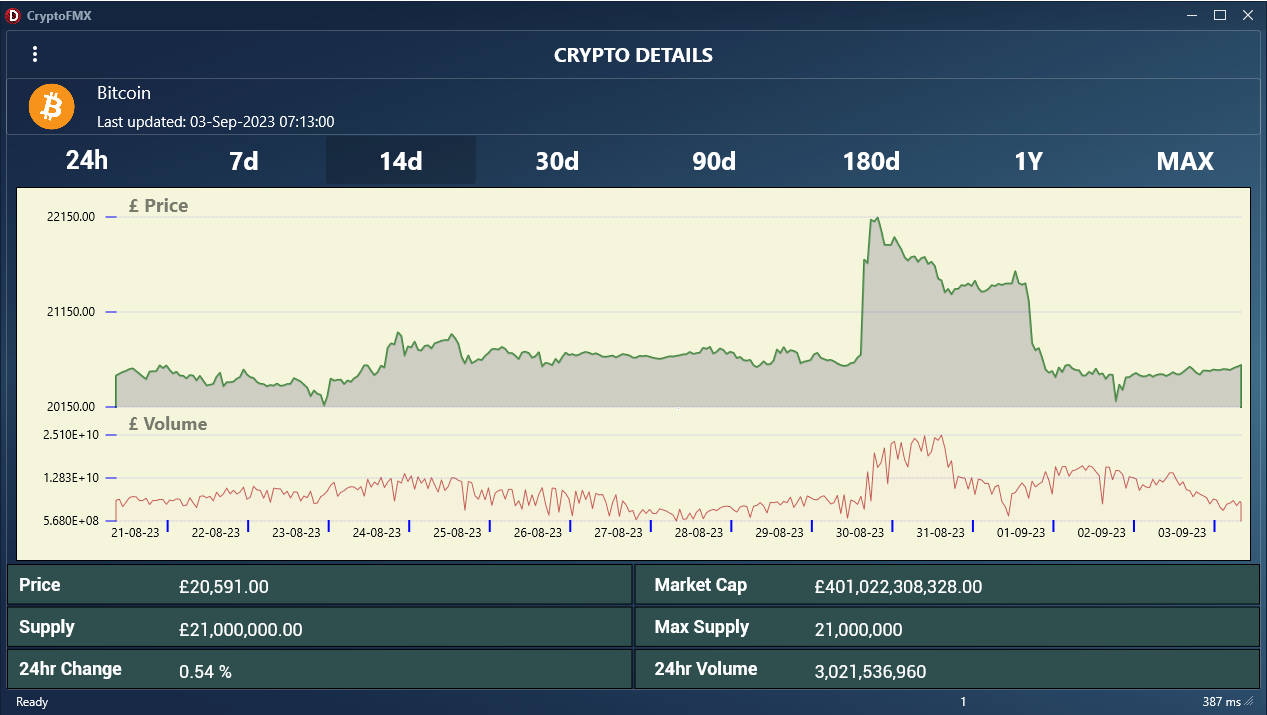 CryptoFMX
CRYPTO DETAILS
Bitcoin
Last updated: 03-Sep-2023 07:13:00
24h 7d 14d 30d 90d 180d 1Y MAX
£ Price
22150.00
21150.00
20150.00
£ Volume
2.510E+10
1.283E+10
5.680E+08
21-08-23 22-08-23 23-08-23 24-08-23 25-08-23 26-08-23 27-08-23 28-08-23 29-08-23 30-08-23 31-08-23 01-09-23 02-09-23 03-09-23
Price £20,591.00 Market Cap £401,022,308,328.00
Supply £21,000,000.00 Max Supply 21,000,000
24hr Change 0.54 % 24hr Volume 3,021,536,960
Ready 1 387 ms